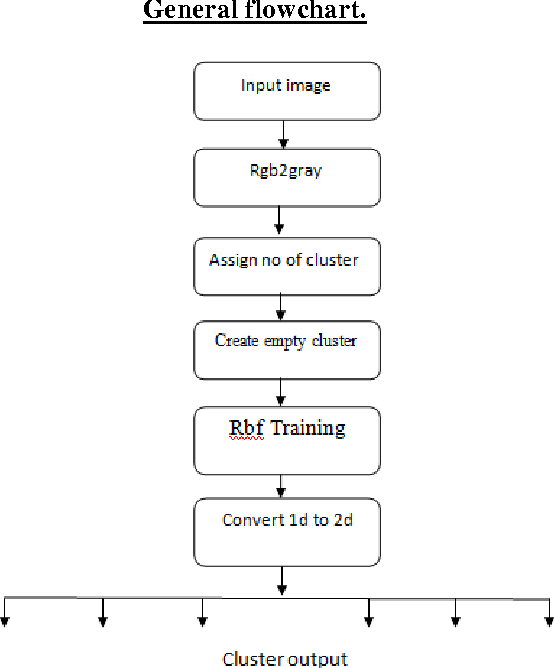 General flowchart.
Input image
Rgb2gray
Assign no of cluster
Create empty cluster
Rbf Training
Convert 1d to 2d
Cluster output